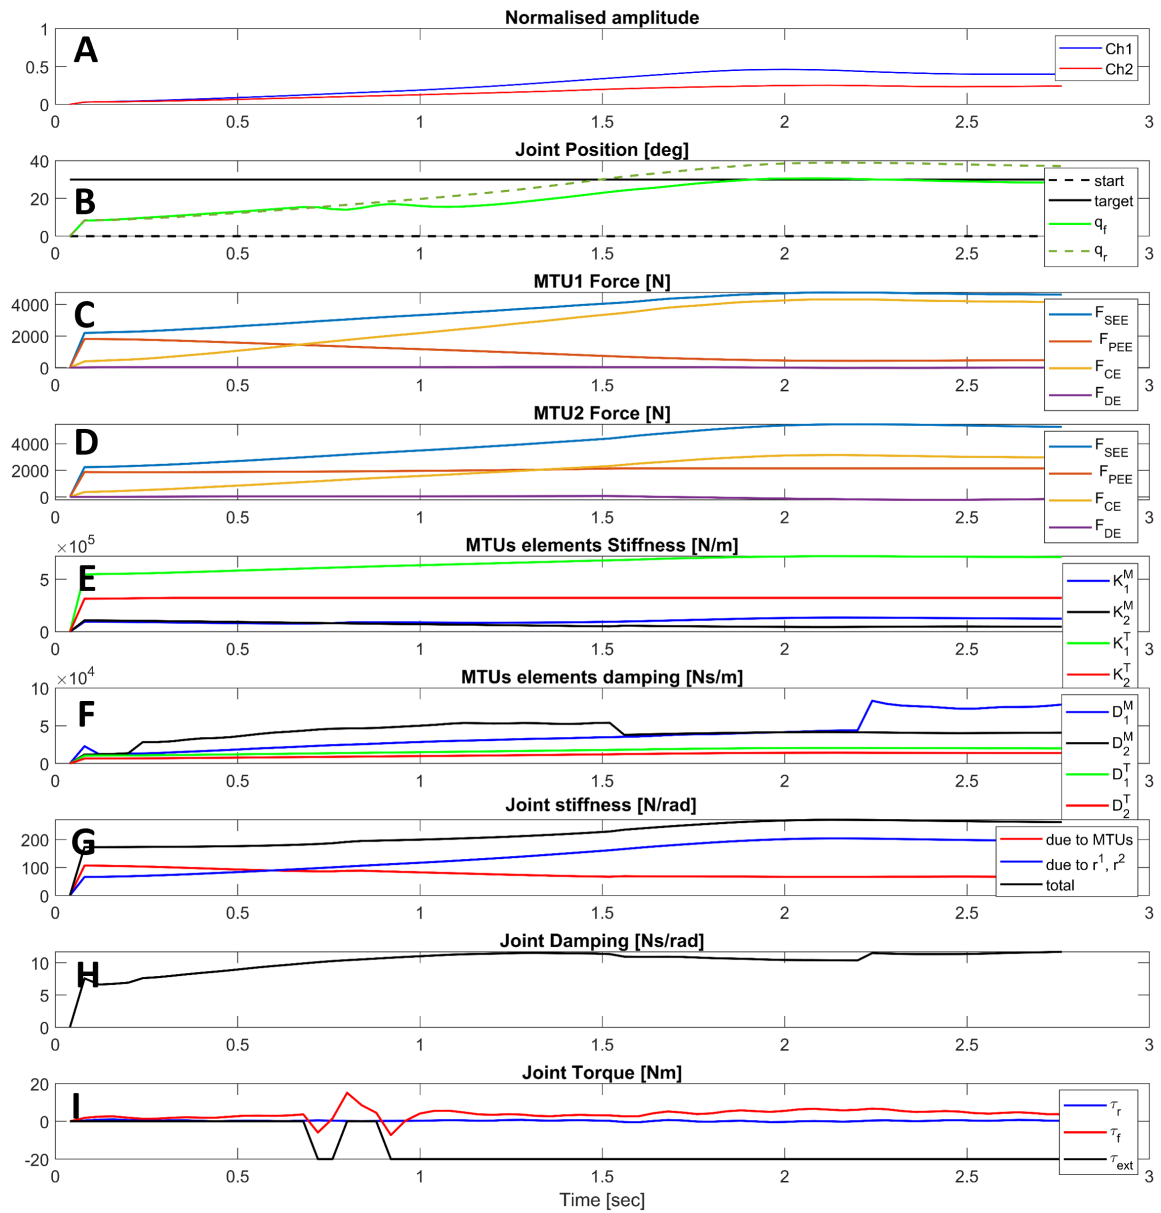 Normalised amplitude
A
1
0.5
0
Ch1
Ch2
0 0.5 1 1.5 2 2.5 3
Joint Position [deg]
B
40
20
0
start
target
q_f
q_r
0 0.5 1 1.5 2 2.5 3
MTU1 Force [N]
C
4000
2000
0
F_SEE
F_PEE
F_CE
F_DE
0 0.5 1 1.5 2 2.5 3
MTU2 Force [N]
D
4000
2000
0
F_SEE
F_PEE
F_CE
F_DE
0 0.5 1 1.5 2 2.5 3
×10^5
MTUs elements Stiffness [N/m]
E
5
0
K_1^M
K_2^M
K_1^T
K_2^T
0 0.5 1 1.5 2 2.5 3
×10^4
MTUs elements damping [Ns/m]
F
10
5
0
D_1^M
D_2^M
D_1^T
D_2^T
0 0.5 1 1.5 2 2.5 3
Joint stiffness [N/rad]
G
200
100
0
due to MTUs
due to r^1, r^2
total
0 0.5 1 1.5 2 2.5 3
Joint Damping [Ns/rad]
H
10
5
0
0 0.5 1 1.5 2 2.5 3
Joint Torque [Nm]
I
20
0
-20
τ_r
τ_f
τ_ext
0 0.5 1 1.5 2 2.5 3
Time [sec]